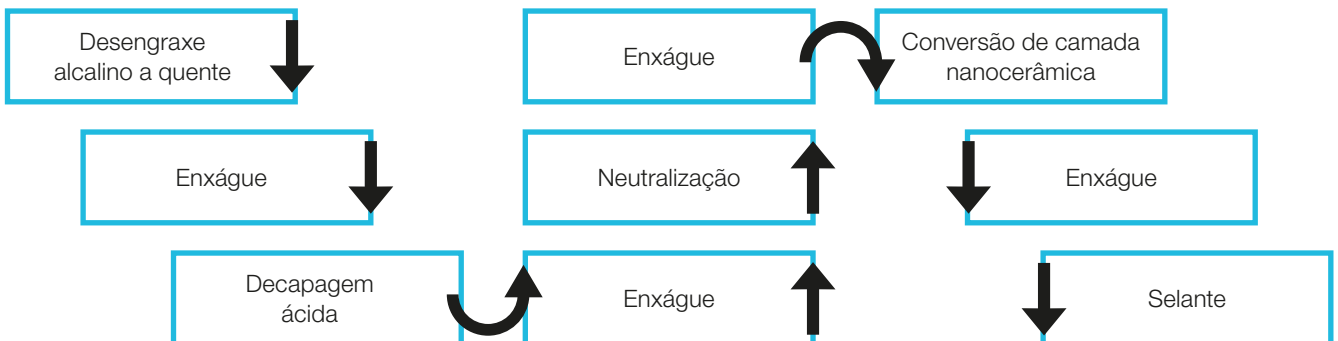 Desengraxe
alcalino a quente
Enxágue
Decapagem
ácida
Enxágue
Neutralização
Enxágue
Conversão de camada
nanocerâmica
Enxágue
Selante